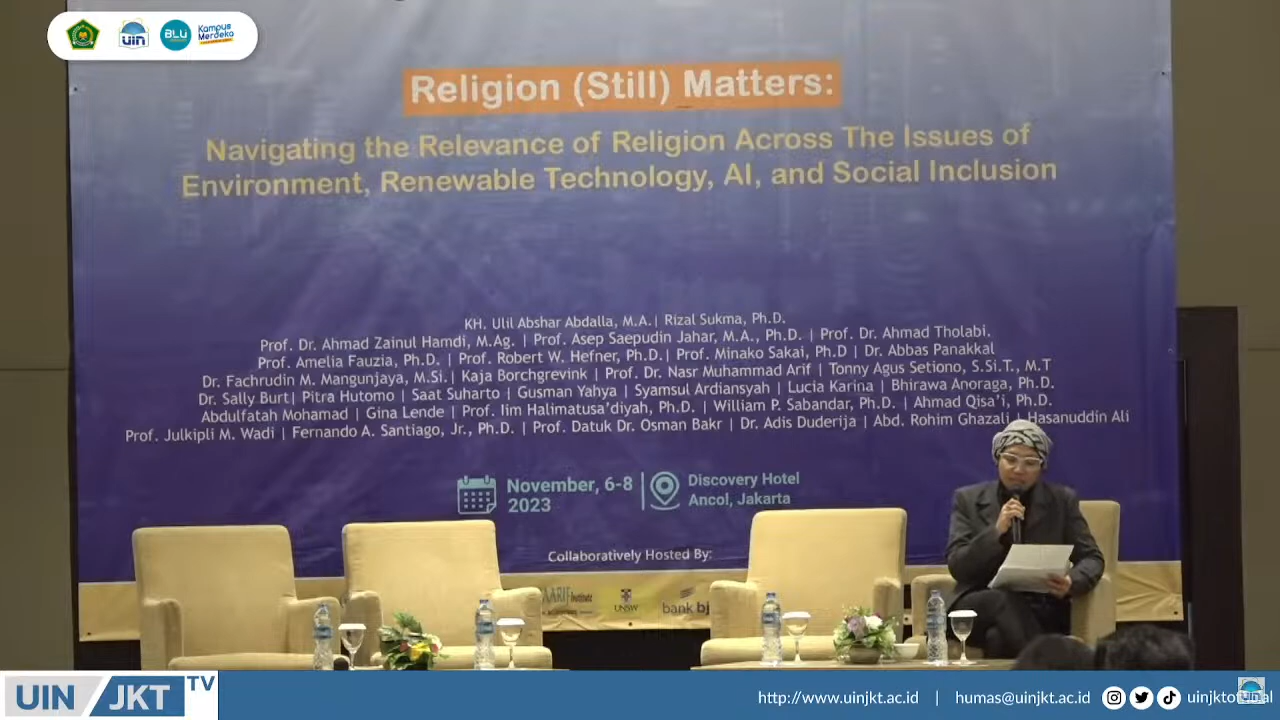 uin
BLU
Kampus
Merdeka
Religion (Still) Matters:
Navigating the Relevance of Religion Across The Issues of
Environment, Renewable Technology, AI, and Social Inclusion
KH. Ulil Abshar Abdalla, M.A.| Rizal Sukma, Ph.D.
Prof. Dr. Ahmad Zainul Hamdi, M.Ag. | Prof. Asep Saepudin Jahar, M.A., Ph.D. | Prof. Dr. Ahmad Tholabi.
Prof. Amelia Fauzia, Ph.D. | Prof. Robert W. Hefner, Ph.D.| Prof. Minako Sakai, Ph.D | Dr. Abbas Panakkal
Dr. Fachrudin M. Mangunjaya, M.Si.| Kaja Borchgrevink | Prof. Dr. Nasr Muhammad Arif | Tonny Agus Setiono, S.Si.T., M.T
Dr. Sally Burt| Pitra Hutomo | Saat Suharto | Gusman Yahya | Syamsul Ardiansyah | Lucia Karina | Bhirawa Anoraga, Ph.D.
Abdulfatah Mohamad | Gina Lende | Prof. Iim Halimatusa'diyah, Ph.D. | William P. Sabandar, Ph.D. | Ahmad Qisa'i, Ph.D.
Prof. Julkipli M. Wadi | Fernando A. Santiago, Jr., Ph.D. | Prof. Datuk Dr. Osman Bakr | Dr. Adis Duderija | Abd. Rohim Ghazali | Hasanuddin Ali
November, 6-8
2023
Discovery Hotel
Ancol, Jakarta
Collaboratively Hosted By:
UNSW
bank bj
UIN JKT TV
http://www.uinjkt.ac.id | humas@uinjkt.ac.id